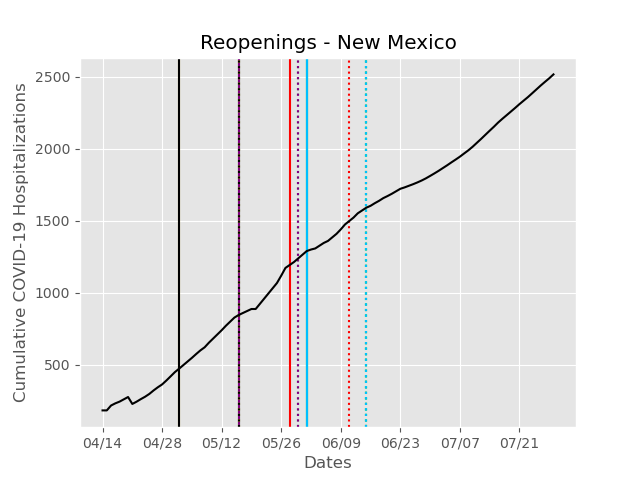 Reopenings - New Mexico
Cumulative COVID-19 Hospitalizations
2500
2000
1500
1000
500
04/14 04/28 05/12 05/26 06/09 06/23 07/07 07/21
Dates